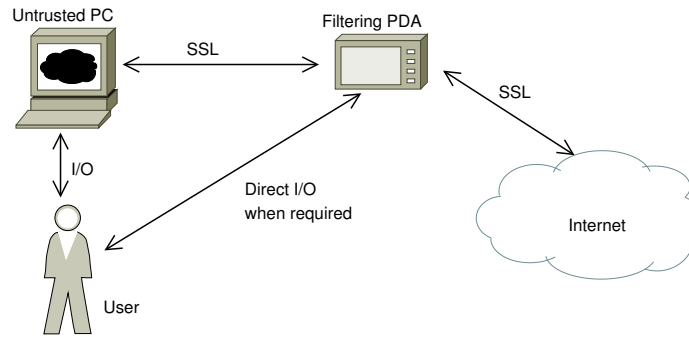 Untrusted PC
Filtering PDA
SSL
SSL
I/O
Direct I/O
when required
Internet
User